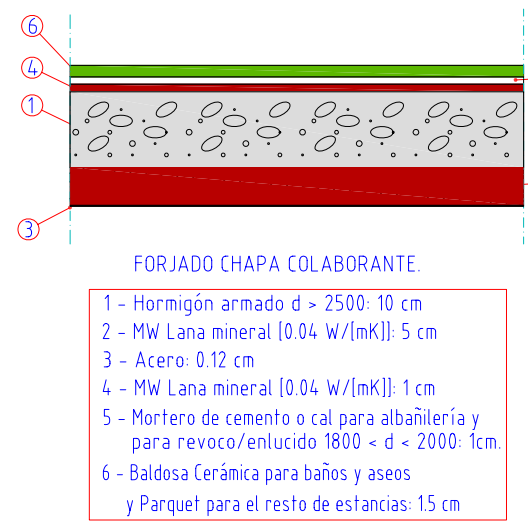 6
4
1
3
FORJADO CHAPA COLABORANTE.
1 - Hormigón armado d > 2500: 10 cm
2 - MW Lana mineral [0.04 W/[mK]]: 5 cm
3 - Acero: 0.12 cm
4 - MW Lana mineral [0.04 W/[mK]]: 1 cm
5 - Mortero de cemento o cal para albañilería y
para revoco/enlucido 1800 < d < 2000: 1cm.
6 - Baldosa Cerámica para baños y aseos
y Parquet para el resto de estancias: 1.5 cm